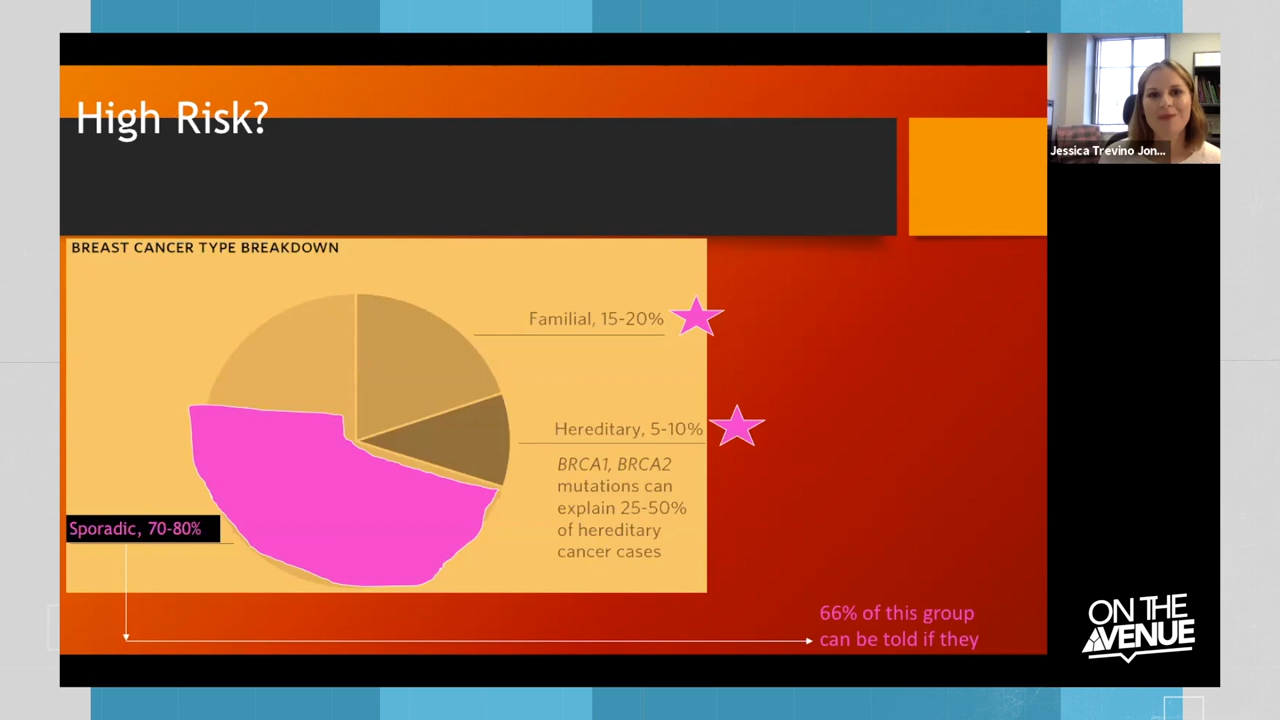 High Risk?
Jessica Trevino Jon...
BREAST CANCER TYPE BREAKDOWN
Familial, 15-20%
Hereditary, 5-10%
BRCA1, BRCA2
mutations can
explain 25-50%
of hereditary
cancer cases
Sporadic, 70-80%
66% of this group
can be told if they
ON THE
AVENUE